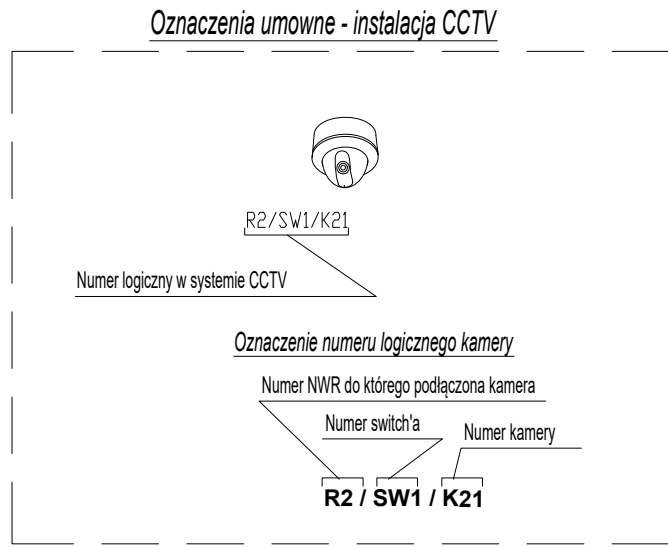 Oznaczenia umowne - instalacja CCTV
R2/SW1/K21
Numer logiczny w systemie CCTV
Oznaczenie numeru logicznego kamery
Numer NWR do którego podłączona kamera
Numer switch'a
Numer kamery
R2 / SW1 / K21